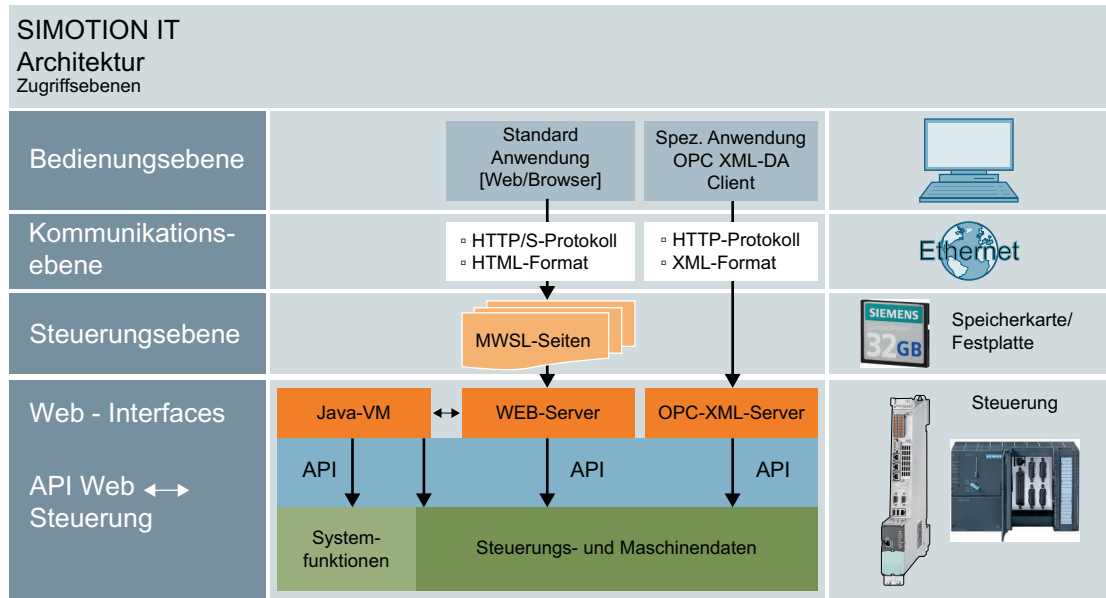 SIMOTION IT
Architektur
Zugriffsebenen
Bedienungsebene
Standard
Anwendung
[Web/Browser]
Spez. Anwendung
OPC XML-DA
Client
Kommunikations-
ebene
▫ HTTP/S-Protokoll
▫ HTML-Format
▫ HTTP-Protokoll
▫ XML-Format
Ethernet
Steuerungsebene
MWSL-Seiten
SIEMENS
32GB
Speicherkarte/
Festplatte
Web - Interfaces
Java-VM
WEB-Server
OPC-XML-Server
Steuerung
API Web ↔
Steuerung
API
API
API
SIEMENS
System-
funktionen
Steuerungs- und Maschinendaten